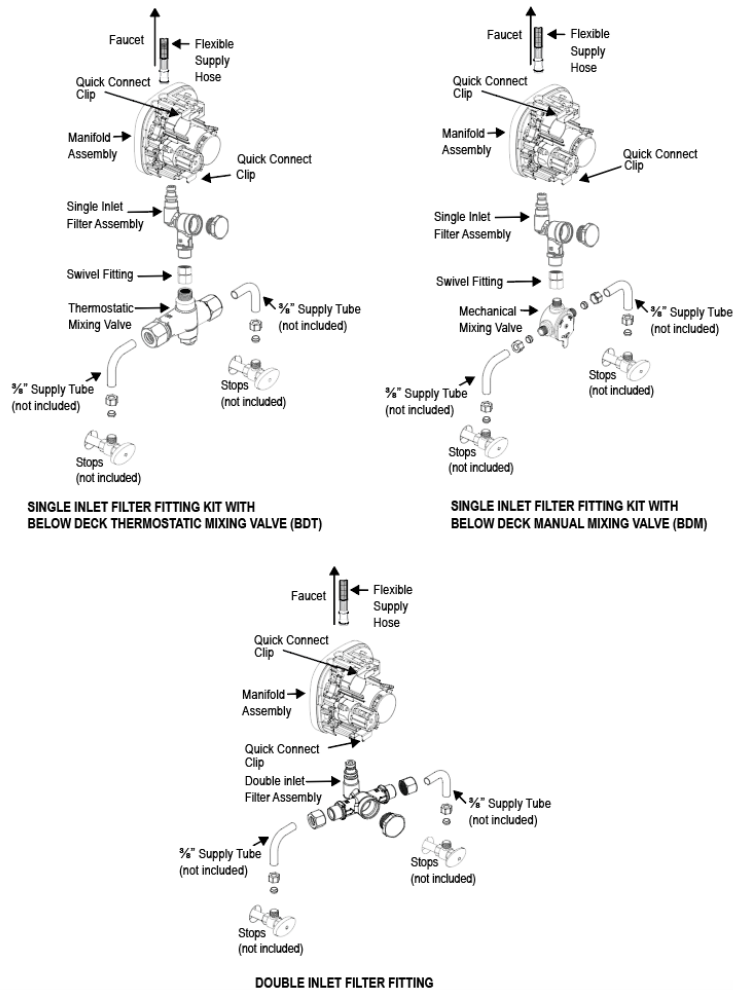 Faucet
Flexible
Supply
Hose
Quick Connect
Clip
Manifold
Assembly
Quick Connect
Clip
Single Inlet
Filter Assembly
Swivel Fitting
Thermostatic
Mixing Valve
⅜” Supply Tube
(not included)
⅜” Supply Tube
(not included)
Stops
(not included)
Stops
(not included)
SINGLE INLET FILTER FITTING KIT WITH
BELOW DECK THERMOSTATIC MIXING VALVE (BDT)
Faucet
Flexible
Supply
Hose
Quick Connect
Clip
Manifold
Assembly
Quick Connect
Clip
Single Inlet
Filter Assembly
Swivel Fitting
Mechanical
Mixing Valve
⅜” Supply Tube
(not included)
Stops
(not included)
⅜” Supply Tube
(not included)
Stops
(not included)
SINGLE INLET FILTER FITTING KIT WITH
BELOW DECK MANUAL MIXING VALVE (BDM)
Faucet
Flexible
Supply
Hose
Quick Connect
Clip
Manifold
Assembly
Quick Connect
Clip
Double inlet
Filter Assembly
⅜” Supply Tube
(not included)
⅜” Supply Tube
(not included)
Stops
(not included)
Stops
(not included)
DOUBLE INLET FILTER FITTING